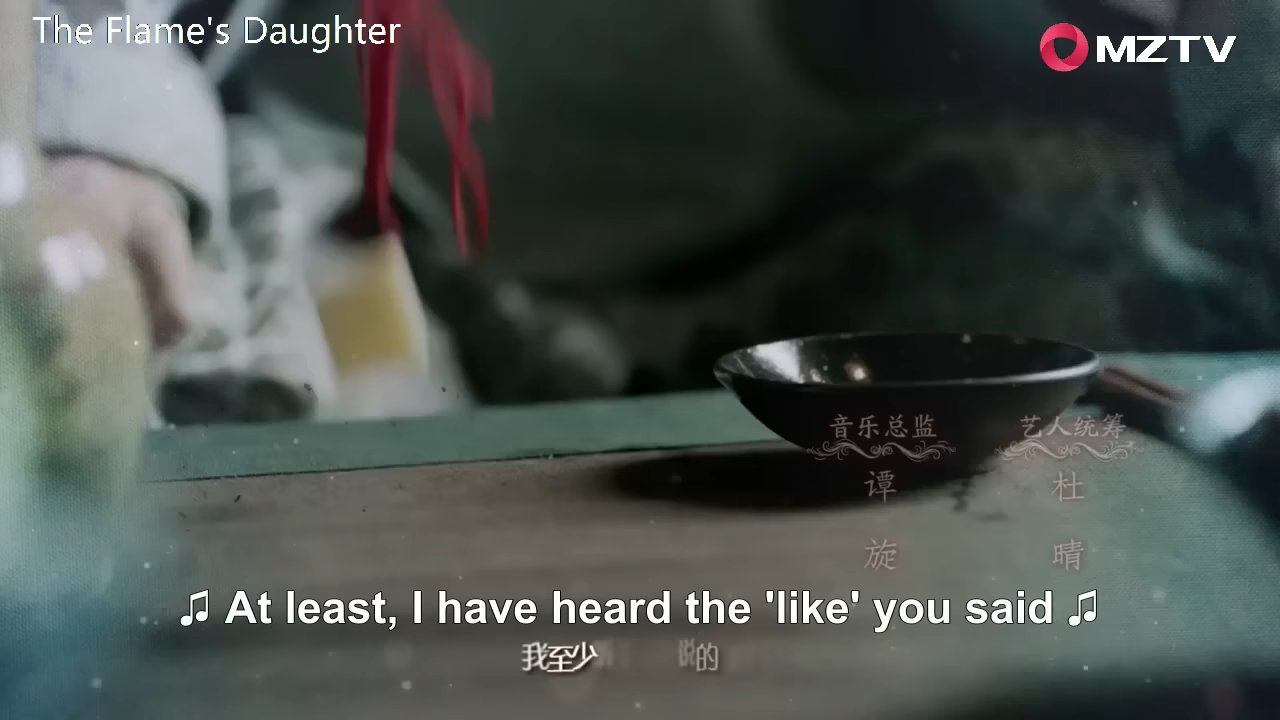 The Flame's Daughter
MZTV
音乐总监
艺人统筹
谭
杜
旋
晴
♫ At least, I have heard the 'like' you said ♫
我至少 说的